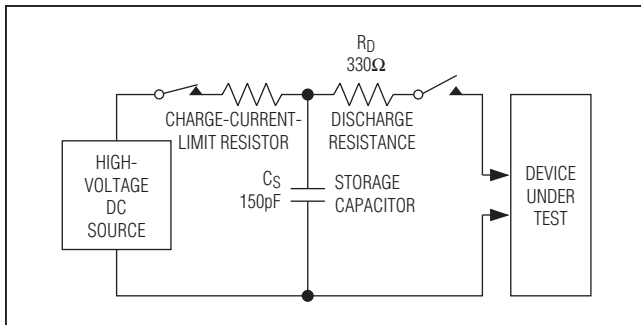 RD
330Ω
CHARGE-CURRENT-
LIMIT RESISTOR
DISCHARGE
RESISTANCE
HIGH-
VOLTAGE
DC
SOURCE
CS
150pF
STORAGE
CAPACITOR
DEVICE
UNDER
TEST